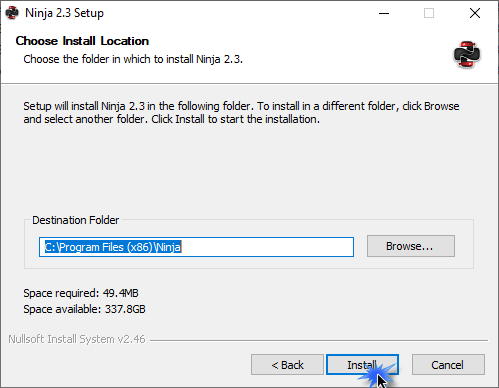 Ninja 2.3 Setup
Choose Install Location
Choose the folder in which to install Ninja 2.3.
Setup will install Ninja 2.3 in the following folder. To install in a different folder, click Browse
and select another folder. Click Install to start the installation.
Destination Folder
C:\Program Files (x86)\Ninja
Browse...
Space required: 49.4MB
Space available: 337.8GB
Nullsoft Install System v2.46
< Back
Install
Cancel